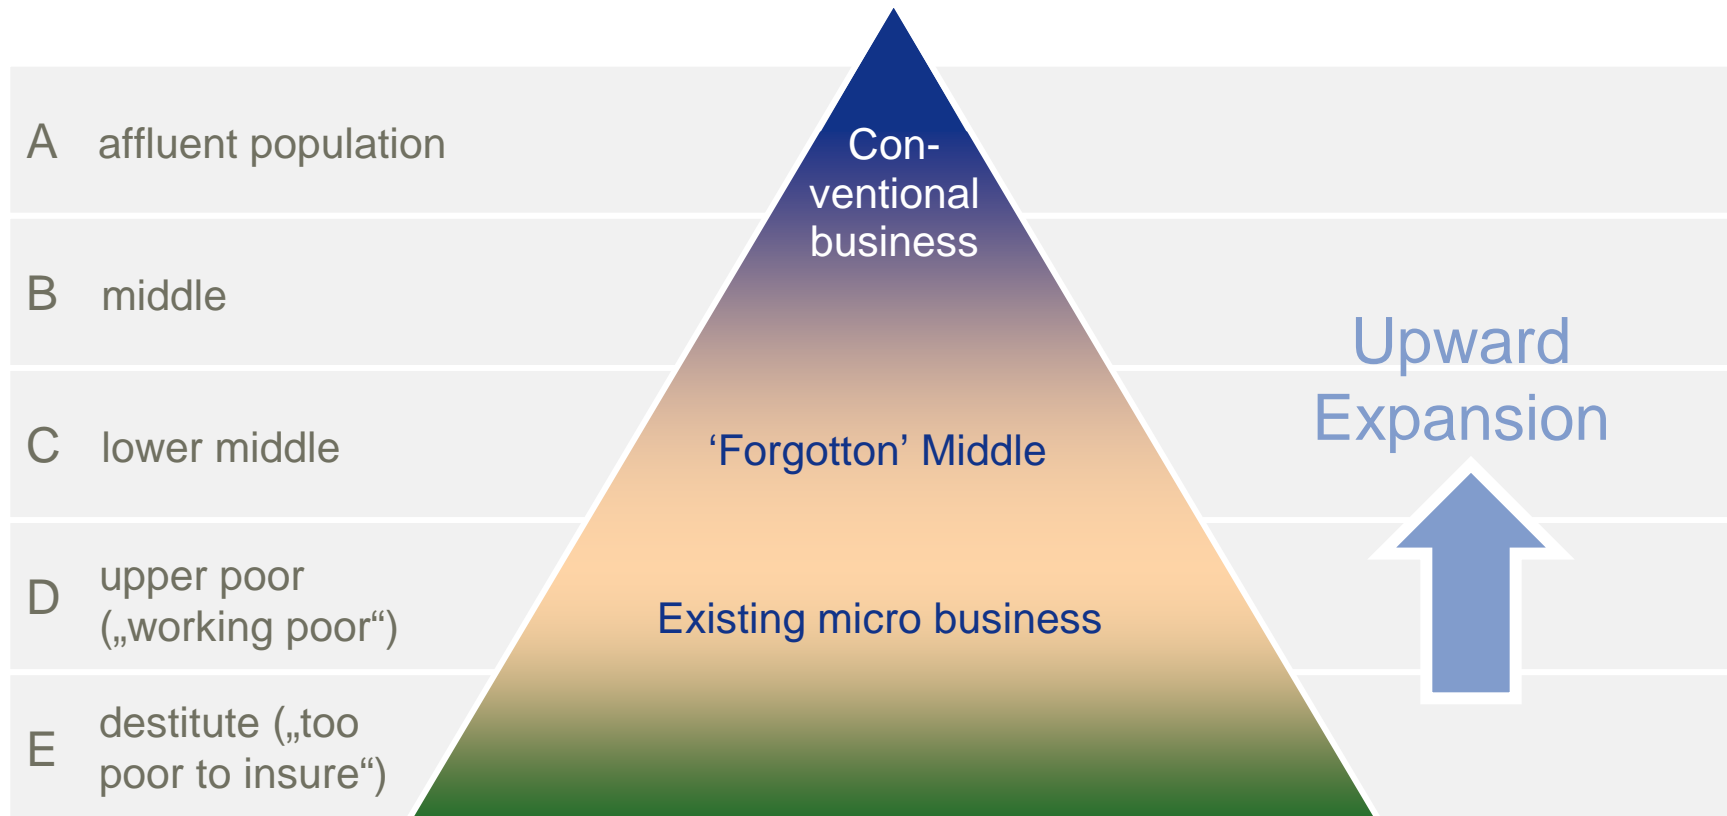 A affluent population
Con-
ventional
business
B middle
Upward
Expansion
C lower middle
‘Forgotton’ Middle
D upper poor
(„working poor“)
Existing micro business
E destitute („too
poor to insure“)